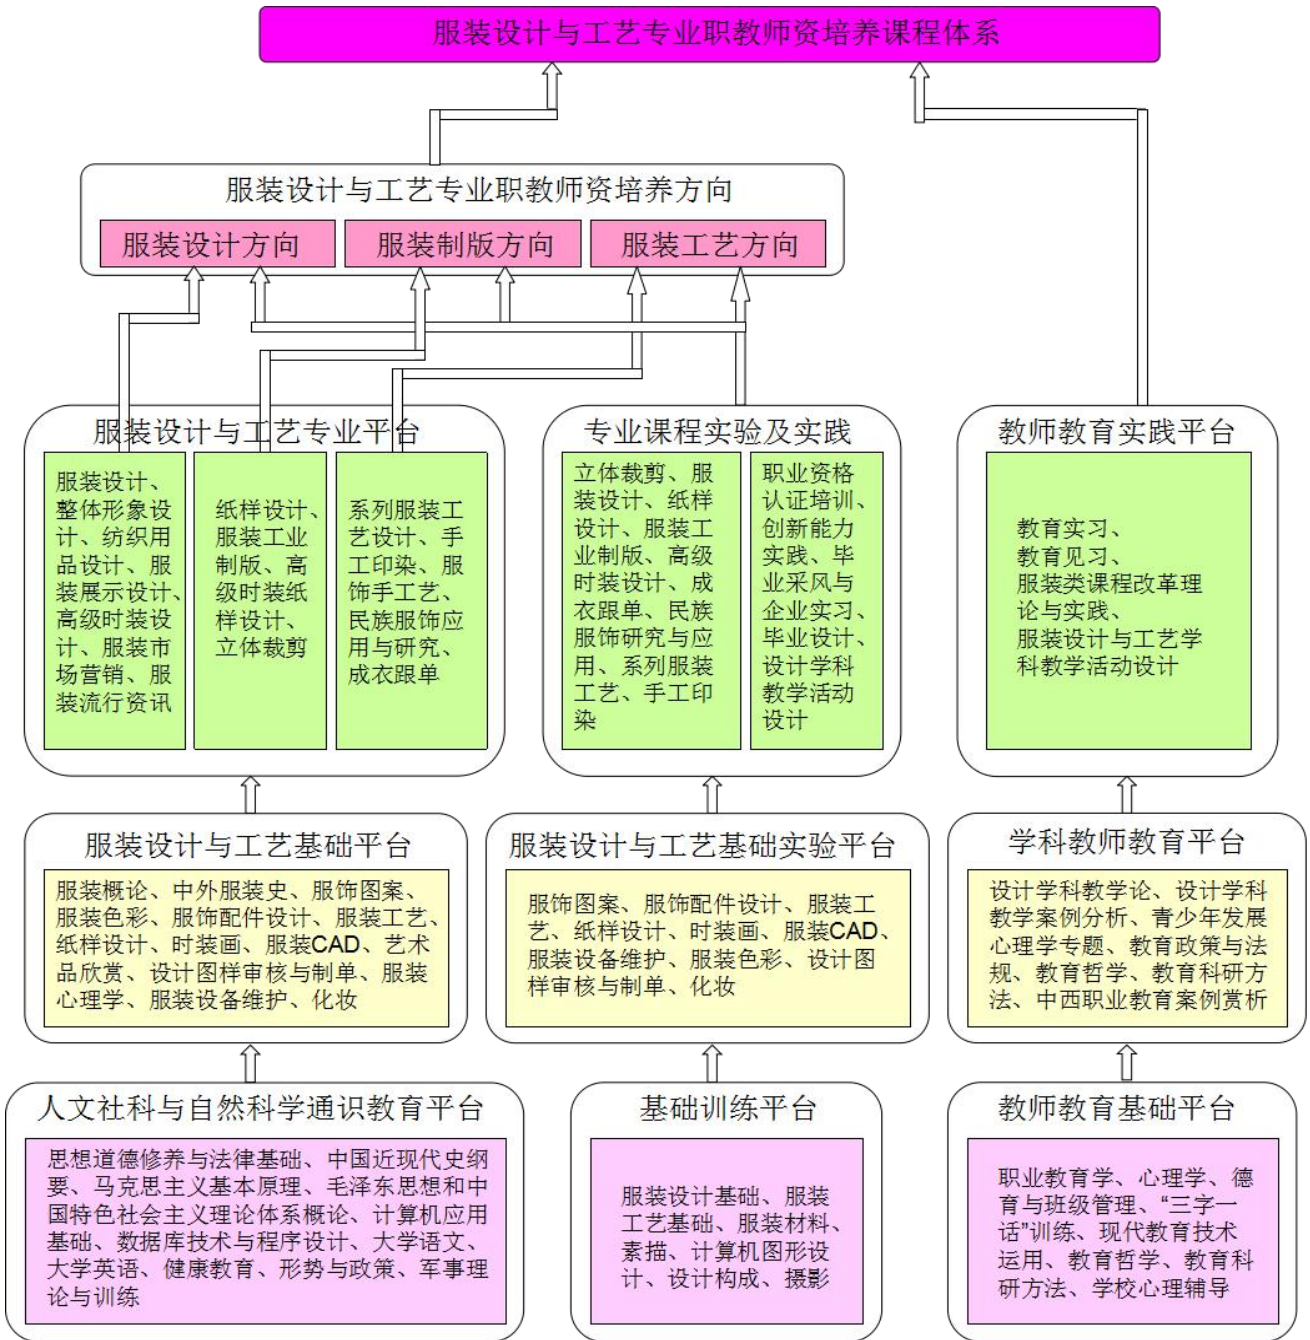 服装设计与工艺专业职教师资培养课程体系
服装设计与工艺专业职教师资培养方向
服装设计方向
服装制版方向
服装工艺方向
服装设计与工艺专业平台
服装设计、
整体形象设
计、纺织用
品设计、服
装展示设计、
高级时装设
计、服装市
场营销、服
装流行资讯
纸样设计、
服装工业
制版、高
级时装纸
样设计、
立体裁剪
系列服装工
艺设计、手
工印染、服
饰手工艺、
民族服饰应
用与研究、
成衣跟单
专业课程实验及实践
立体裁剪、服
装设计、纸样
设计、服装工
业制版、高级
时装设计、成
衣跟单、民族
服饰研究与应
用、系列服装
工艺、手工印
染
职业资格
认证培训、
创新能力
实践、毕
业采风与
企业实习、
毕业设计、
设计学科
教学活动
设计
教师教育实践平台
教育实习、
教育见习、
服装类课程改革理
论与实践、
服装设计与工艺学
科教学活动设计
服装设计与工艺基础平台
服装概论、中外服装史、服饰图案、
服装色彩、服饰配件设计、服装工艺、
纸样设计、时装画、服装CAD、艺术
品欣赏、设计图样审核与制单、服装
心理学、服装设备维护、化妆
服装设计与工艺基础实验平台
服饰图案、服饰配件设计、服装工
艺、纸样设计、时装画、服装CAD、
服装设备维护、服装色彩、设计图
样审核与制单、化妆
学科教师教育平台
设计学科教学论、设计学科
教学案例分析、青少年发展
心理学专题、教育政策与法
规、教育哲学、教育科研方
法、中西职业教育案例赏析
人文社科与自然科学通识教育平台
思想道德修养与法律基础、中国近现代史纲
要、马克思主义基本原理、毛泽东思想和中
国特色社会主义理论体系概论、计算机应用
基础、数据库技术与程序设计、大学语文、
大学英语、健康教育、形势与政策、军事理
论与训练
基础训练平台
服装设计基础、服装
工艺基础、服装材料、
素描、计算机图形设
计、设计构成、摄影
教师教育基础平台
职业教育学、心理学、德
育与班级管理、“三字一
话”训练、现代教育技术
运用、教育哲学、教育科
研方法、学校心理辅导